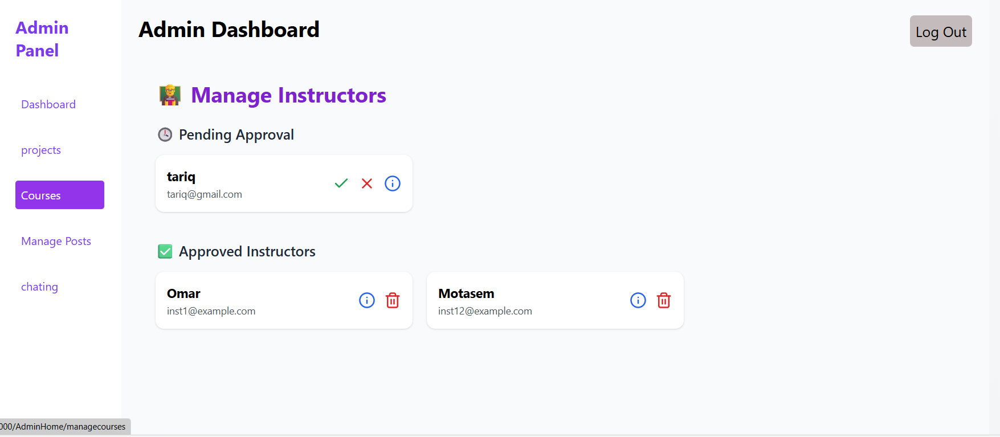 Admin
Panel
Dashboard
projects
Courses
Manage Posts
chating
Admin Dashboard
Log Out
Manage Instructors
Pending Approval
tariq
tariq@gmail.com
Approved Instructors
Omar
inst1@example.com
Motasem
inst12@example.com
000/AdminHome/managecourses